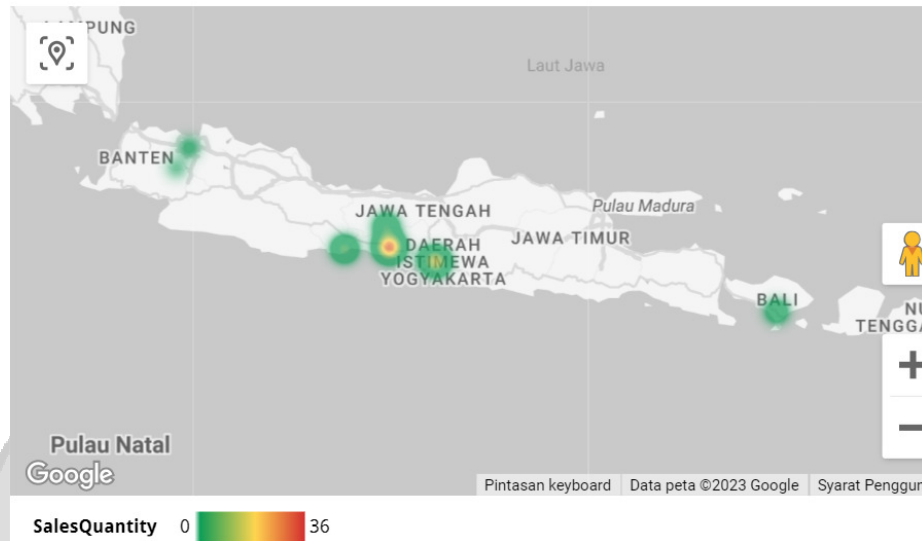 PUNG
Laut Jawa
BANTEN
JAWA TENGAH
Pulau Madura
DAERAH
ISTIMEWA
YOGYAKARTA
JAWA TIMUR
BALI
NU
TENGGA
Pulau Natal
Google
Pintasan keyboard
Data peta ©2023 Google
Syarat Penggun
SalesQuantity 0 36